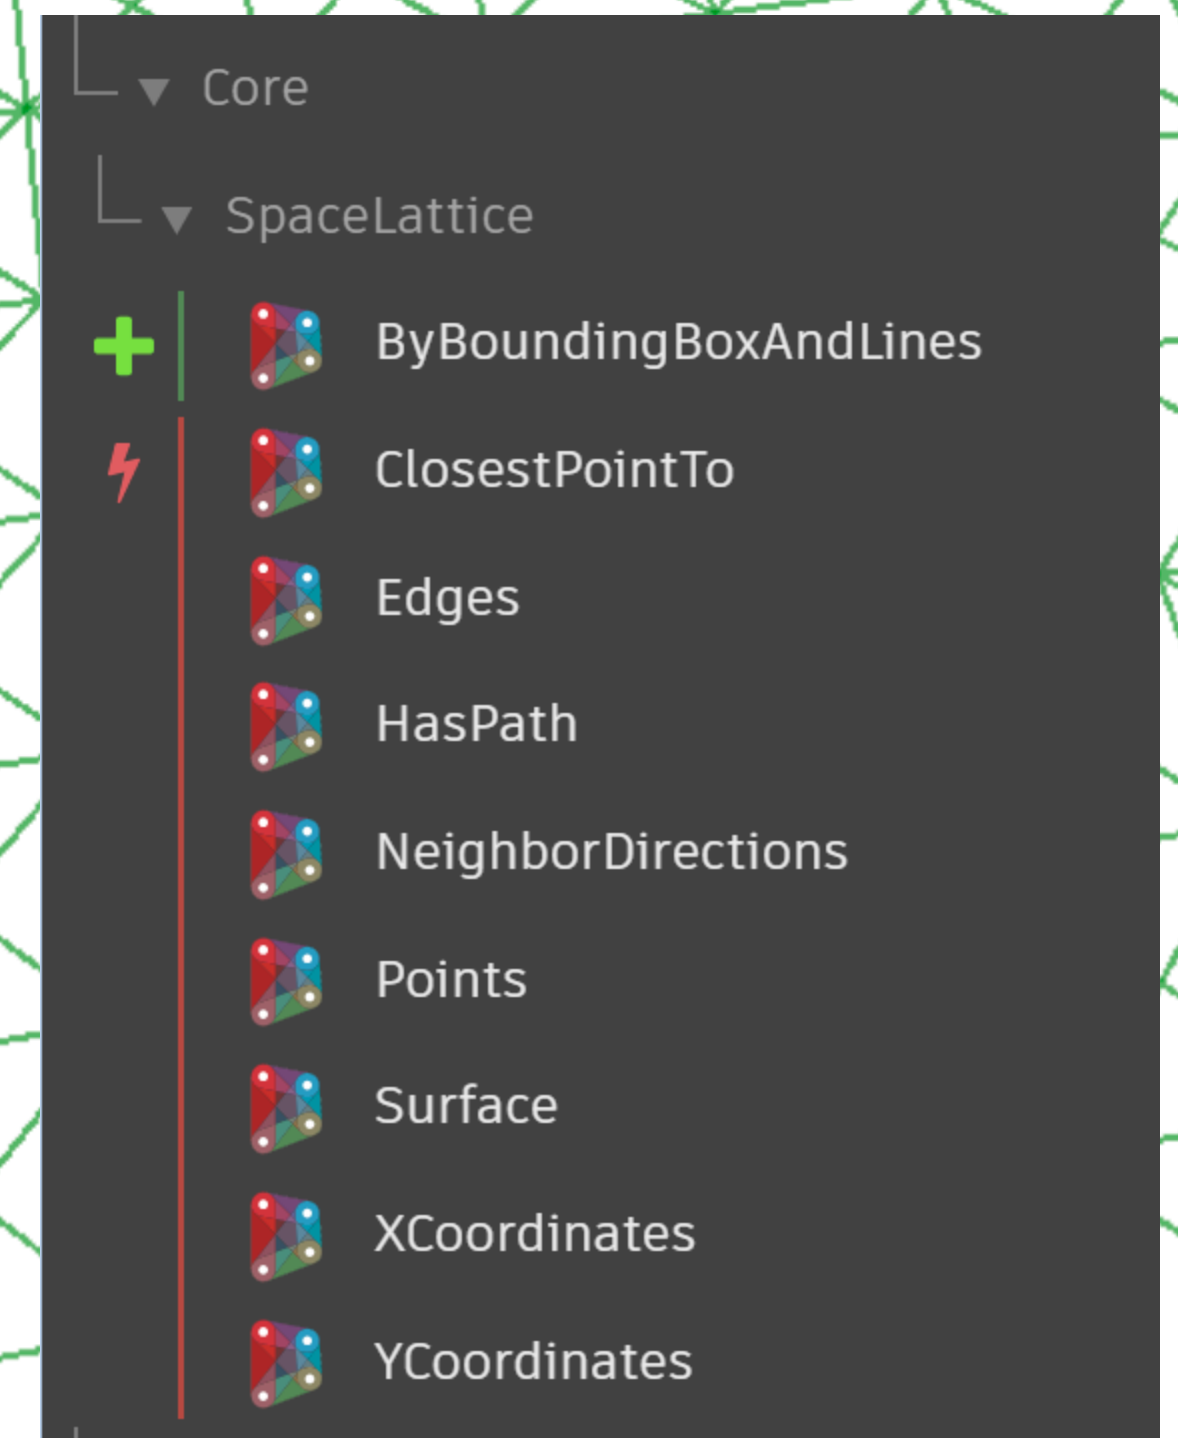 Core
SpaceLattice
ByBoundingBoxAndLines
ClosestPointTo
Edges
HasPath
NeighborDirections
Points
Surface
XCoordinates
YCoordinates